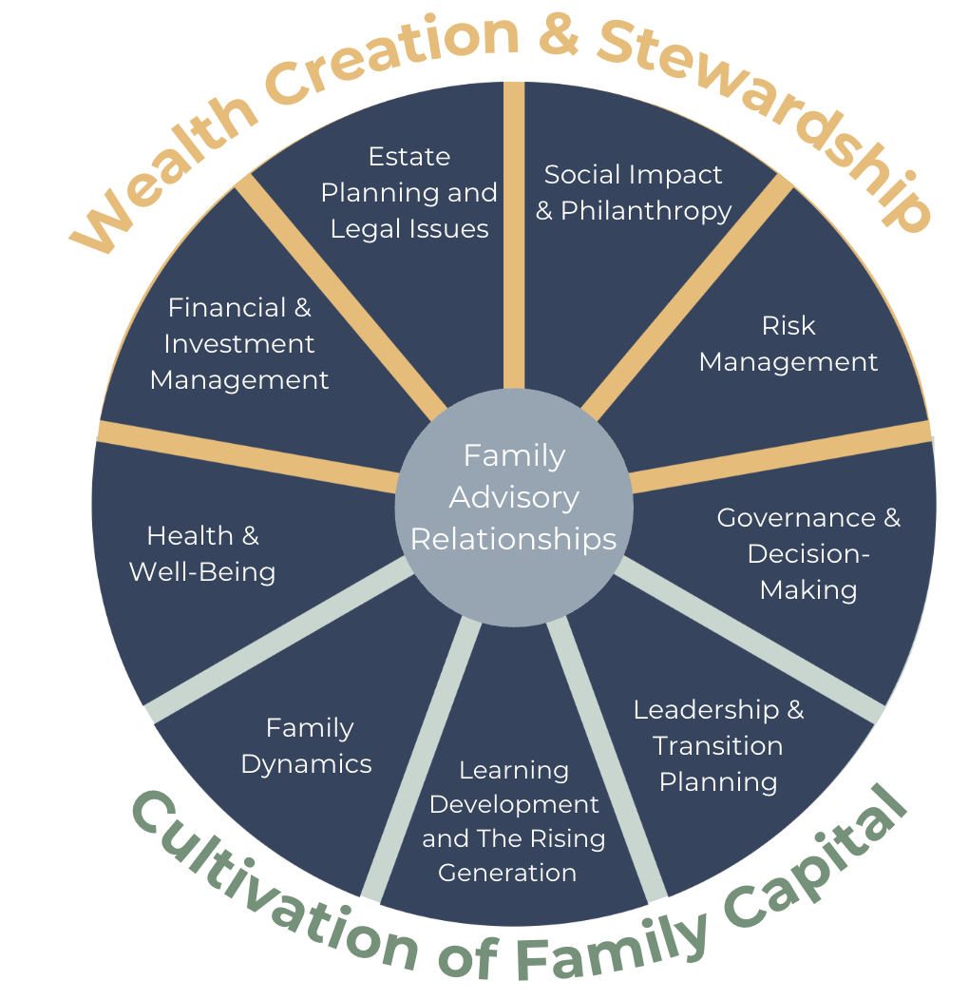 Wealth Creation & Stewardship
Estate
Planning and
Legal Issues
Social Impact
& Philanthropy
Financial &
Investment
Management
Risk
Management
Family
Advisory
Relationships
Health &
Well-Being
Governance &
Decision-
Making
Family
Dynamics
Learning
Development
and The Rising
Generation
Leadership &
Transition
Planning
Cultivation of Family Capital